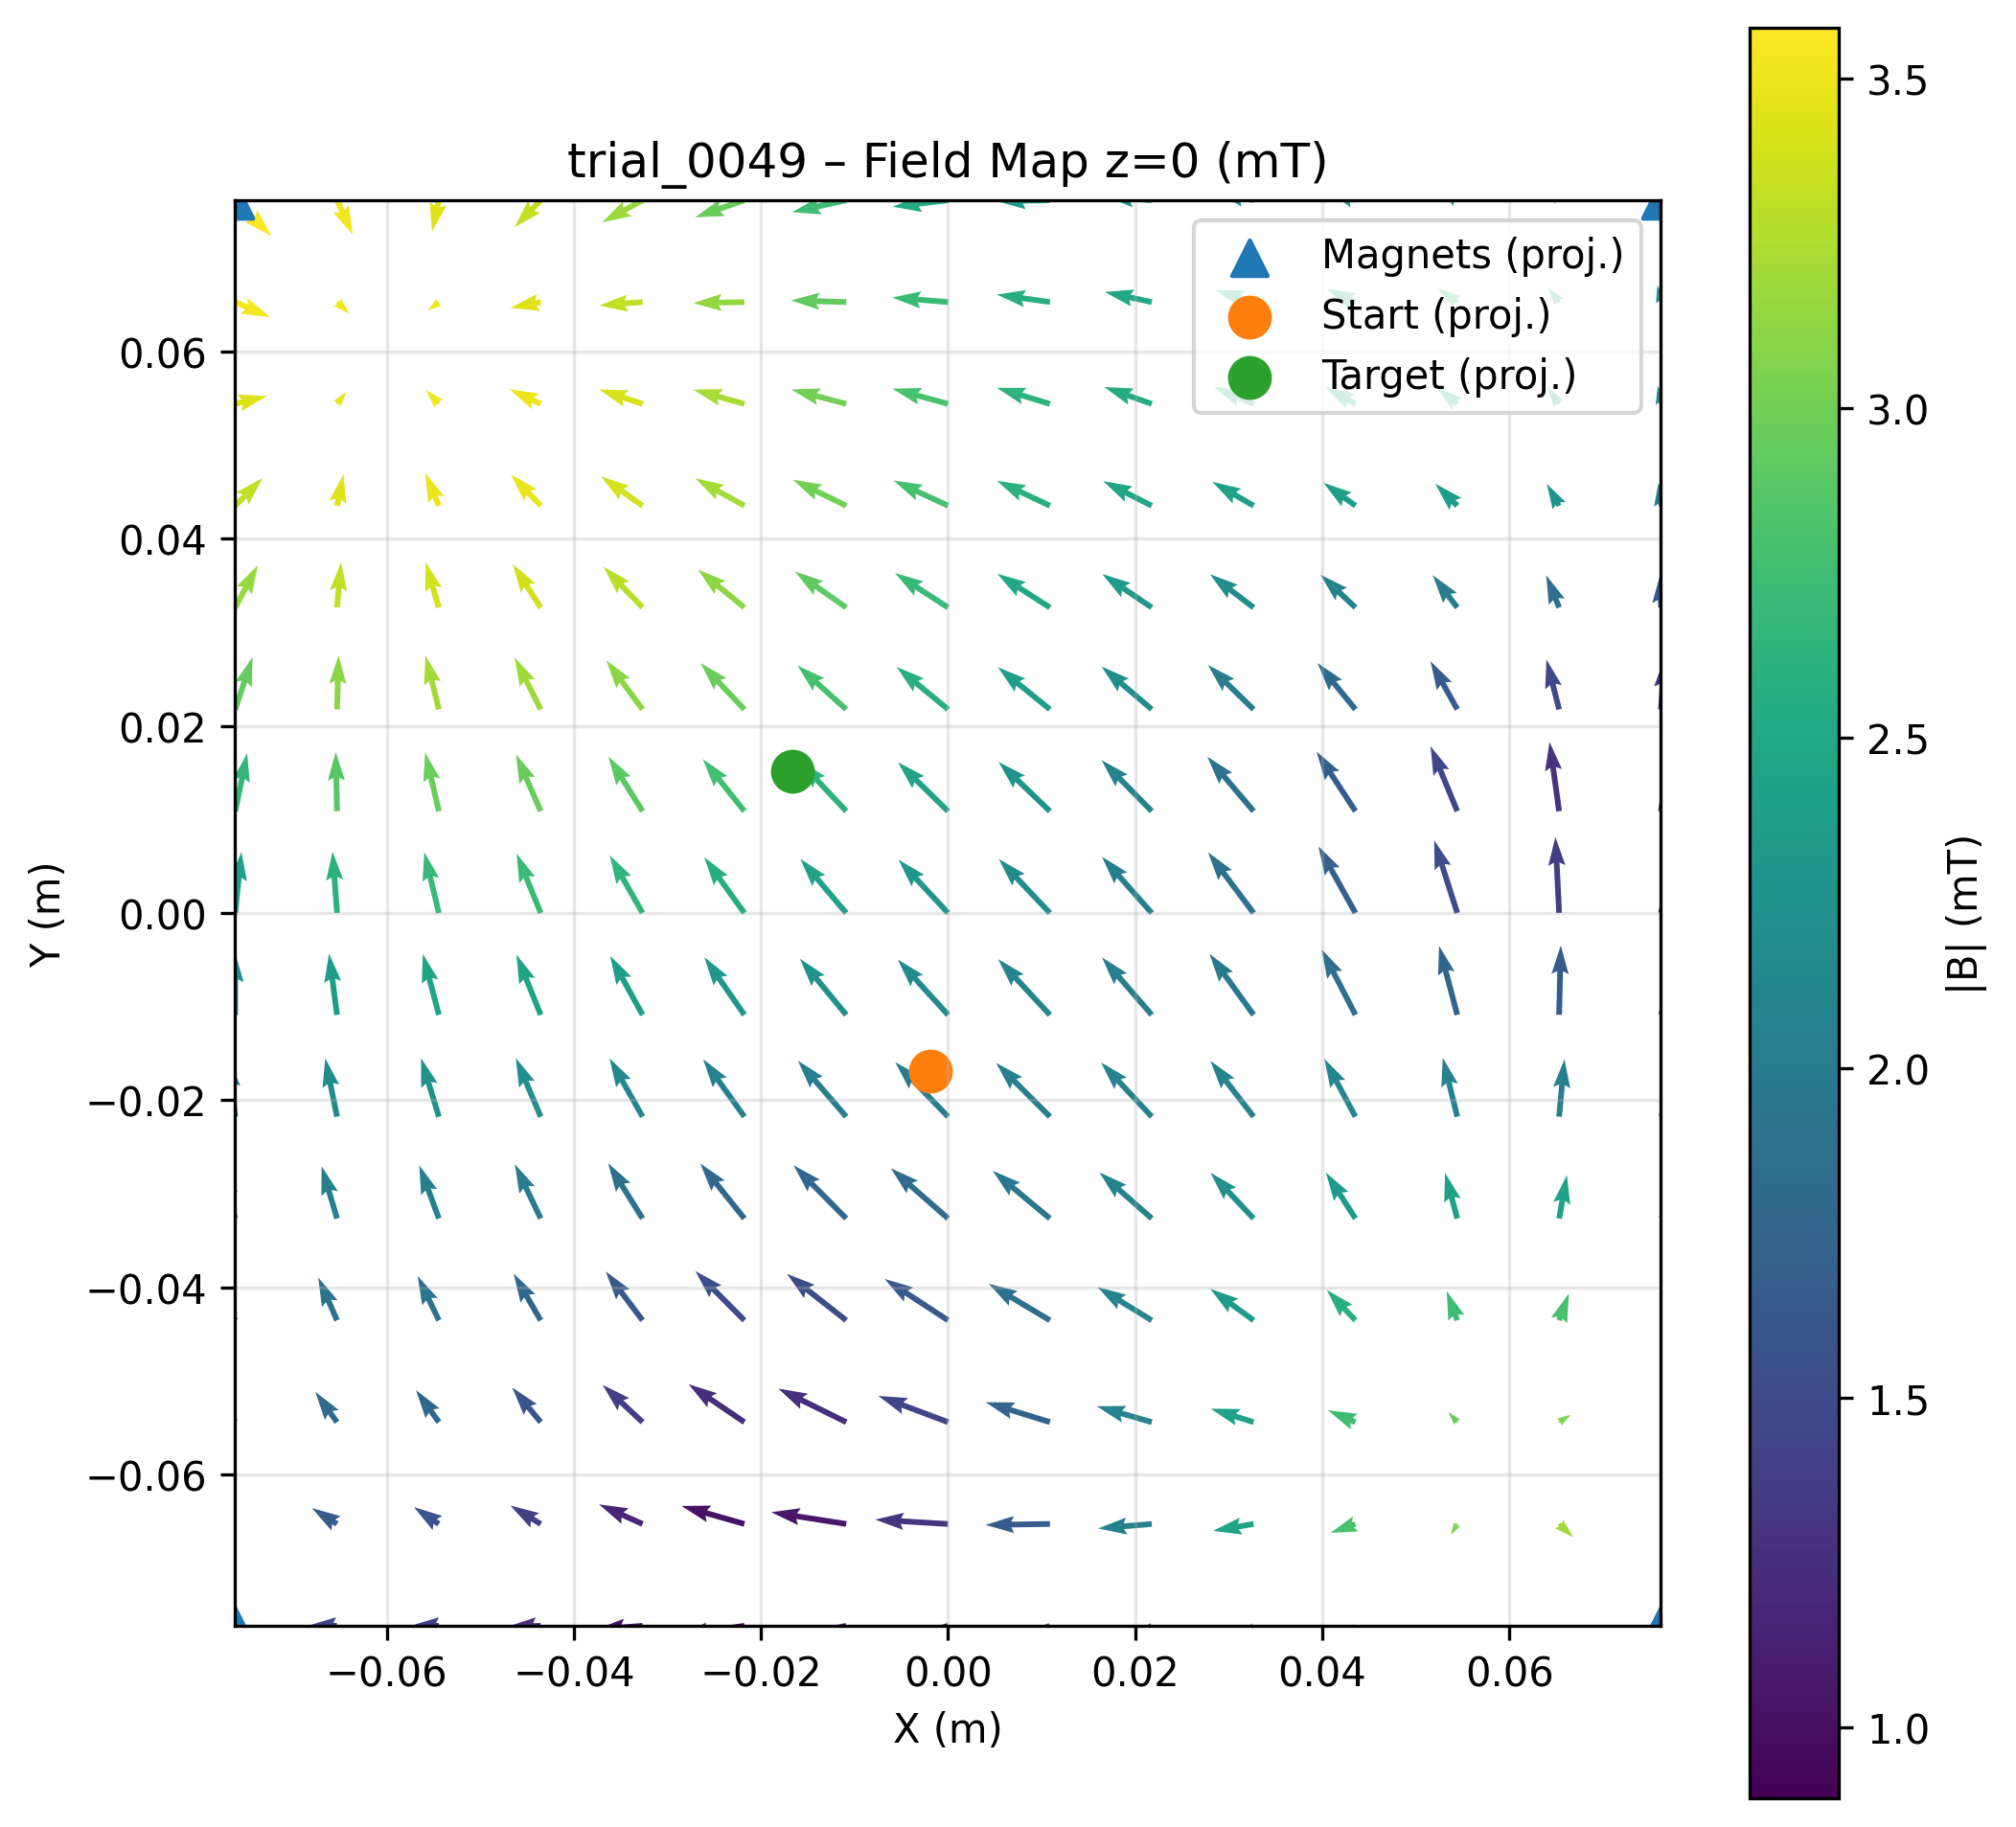 trial_0049 – Field Map z=0 (mT)
Magnets (proj.)
Start (proj.)
Target (proj.)
0.06
0.04
0.02
0.00
−0.02
−0.04
−0.06
Y (m)
−0.06 −0.04 −0.02 0.00 0.02 0.04 0.06
X (m)
3.5
3.0
2.5
2.0
1.5
1.0
|B| (mT)